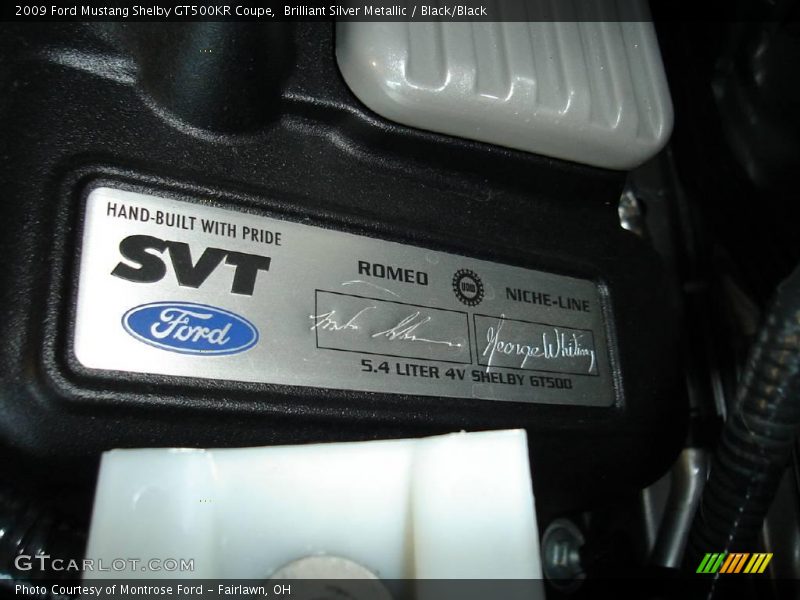 2009 Ford Mustang Shelby GT500KR Coupe,  Brilliant Silver Metallic / Black/Black
HAND-BUILT WITH PRIDE
SVT
Ford
ROMEO
NICHE-LINE
George Whiting
5.4 LITER 4V SHELBY GT500
GTCARLOT.COM
Photo Courtesy of Montrose Ford - Fairlawn, OH